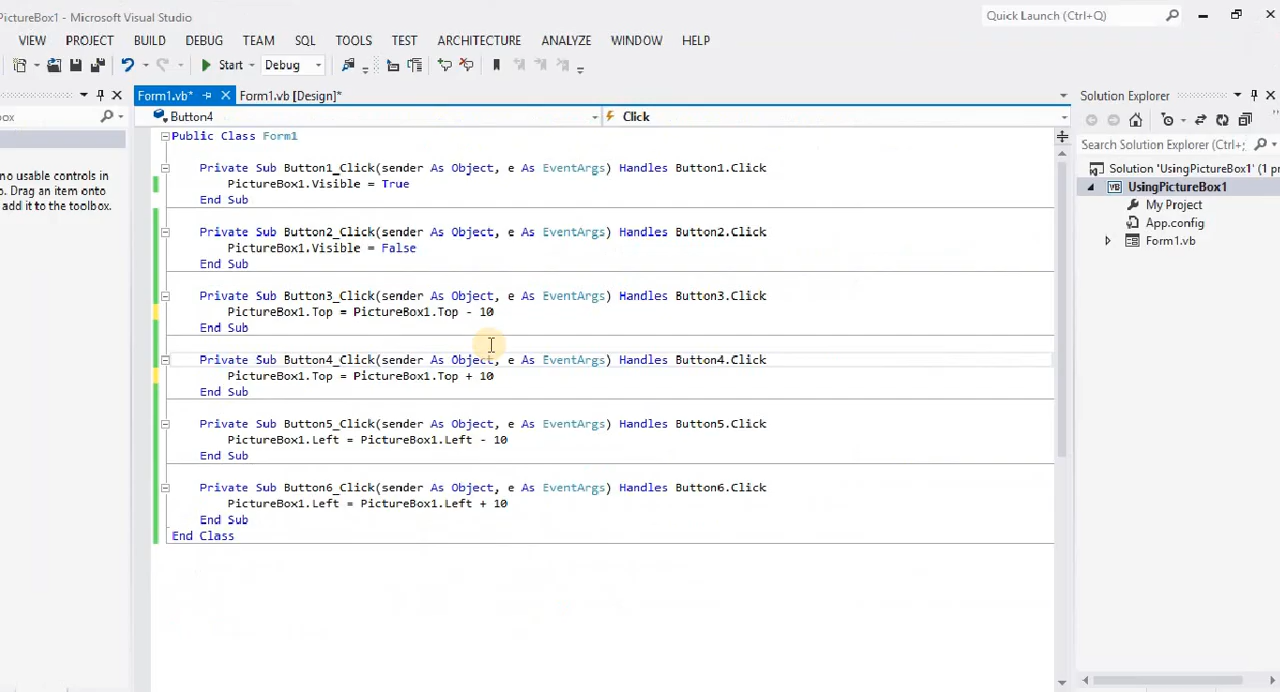 PictureBox1 - Microsoft Visual Studio
Quick Launch (Ctrl+Q)
VIEW PROJECT BUILD DEBUG TEAM SQL TOOLS TEST ARCHITECTURE ANALYZE WINDOW HELP
Start Debug
Form1.vb* Form1.vb [Design]*
Solution Explorer
box
Button4 Click
Public Class Form1
Search Solution Explorer (Ctrl+;
Private Sub Button1_Click(sender As Object, e As EventArgs) Handles Button1.Click
Solution 'UsingPictureBox1' (1 p
no usable controls in
PictureBox1.Visible = True
UsingPictureBox1
o. Drag an item onto
End Sub
My Project
add it to the toolbox.
App.config
Private Sub Button2_Click(sender As Object, e As EventArgs) Handles Button2.Click
Form1.vb
PictureBox1.Visible = False
End Sub
Private Sub Button3_Click(sender As Object, e As EventArgs) Handles Button3.Click
PictureBox1.Top = PictureBox1.Top - 10
End Sub
Private Sub Button4_Click(sender As Object, e As EventArgs) Handles Button4.Click
PictureBox1.Top = PictureBox1.Top + 10
End Sub
Private Sub Button5_Click(sender As Object, e As EventArgs) Handles Button5.Click
PictureBox1.Left = PictureBox1.Left - 10
End Sub
Private Sub Button6_Click(sender As Object, e As EventArgs) Handles Button6.Click
PictureBox1.Left = PictureBox1.Left + 10
End Sub
End Class